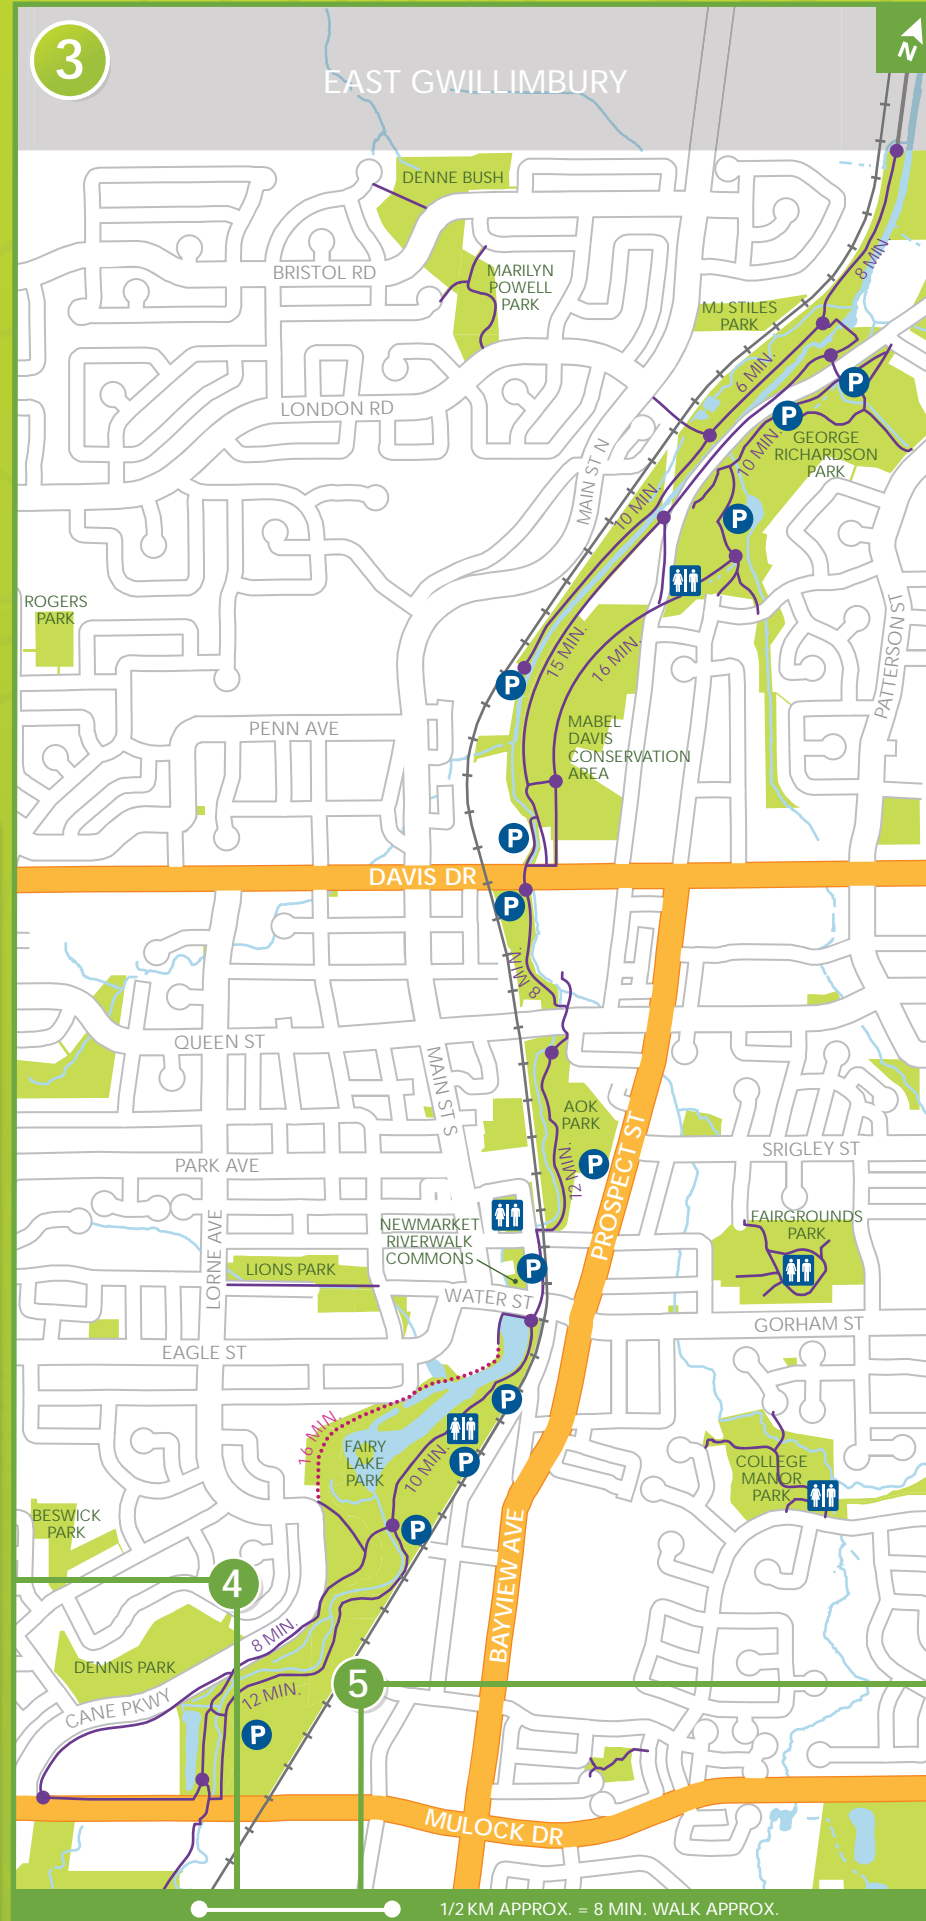 3
N
EAST GWILLIMBURY
DENNE BUSH
8 MIN.
BRISTOL RD
MARILYN
POWELL
PARK
MJ STILES
PARK
6 MIN.
P
LONDON RD
P
10 MIN.
GEORGE
RICHARDSON
PARK
MAIN ST N
10 MIN.
P
ROGERS
PARK
PATTERSON ST
15 MIN.
16 MIN.
P
PENN AVE
MABEL
DAVIS
CONSERVATION
AREA
P
DAVIS DR
P
8 MIN.
QUEEN ST
MAIN ST S
AOK
PARK
PROSPECT ST
SRIGLEY ST
PARK AVE
P
12 MIN.
LORNE AVE
NEWMARKET
RIVERWALK
COMMONS
FAIRGROUNDS
PARK
LIONS PARK
P
WATER ST
GORHAM ST
EAGLE ST
P
16 MIN.
FAIRY
LAKE
PARK
10 MIN.
P
COLLEGE
MANOR
PARK
BESWICK
PARK
P
BAYVIEW AVE
4
8 MIN.
DENNIS PARK
5
CANE PKWY
12 MIN.
P
MULOCK DR
1/2 KM APPROX. = 8 MIN. WALK APPROX.